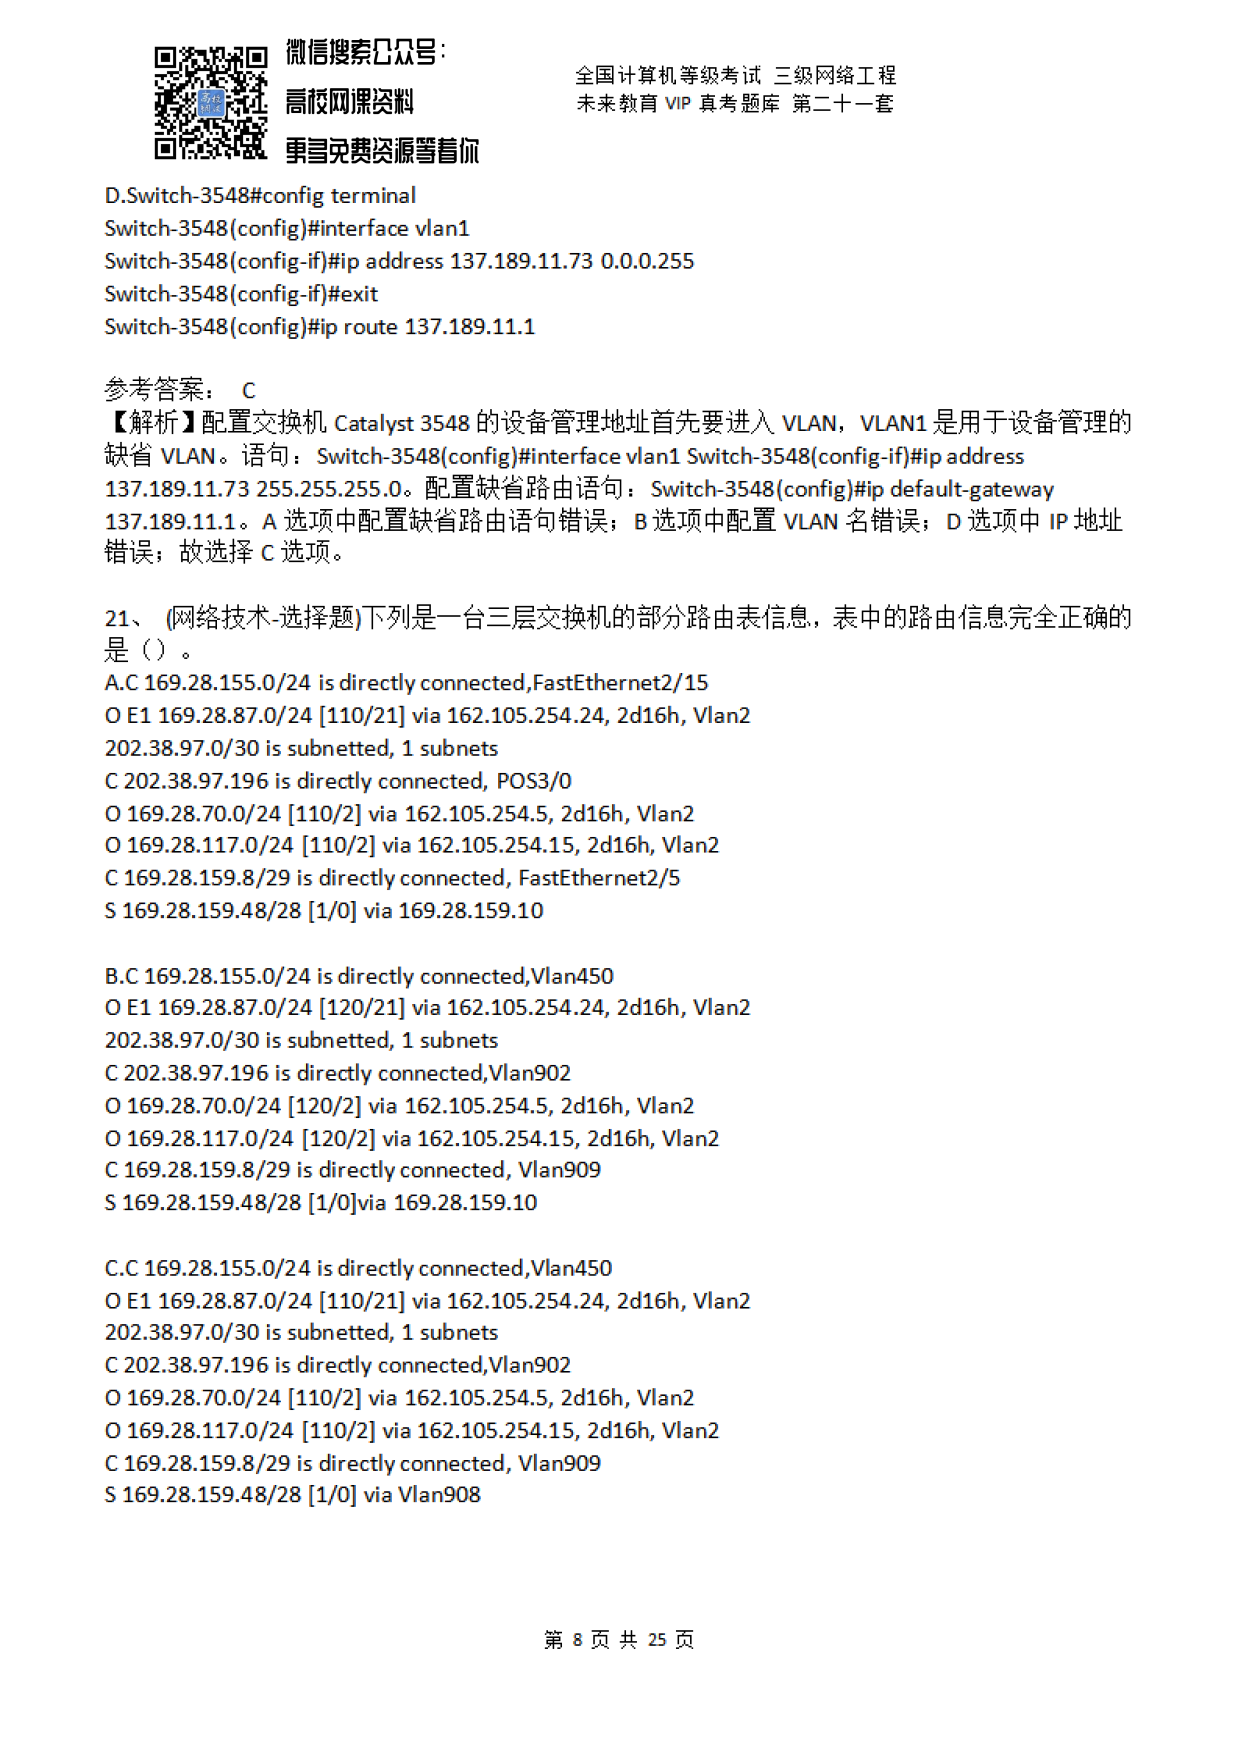 微信搜索公众号：
高校网课资料
更多免费资源等着你
全国计算机等级考试 三级网络工程
未来教育 VIP 真考题库 第二十一套
D.Switch-3548#config terminal
Switch-3548(config)#interface vlan1
Switch-3548(config-if)#ip address 137.189.11.73 0.0.0.255
Switch-3548(config-if)#exit
Switch-3548(config)#ip route 137.189.11.1
参考答案： C
【解析】配置交换机 Catalyst 3548 的设备管理地址首先要进入 VLAN，VLAN1 是用于设备管理的
缺省 VLAN。语句：Switch-3548(config)#interface vlan1 Switch-3548(config-if)#ip address
137.189.11.73 255.255.255.0。配置缺省路由语句：Switch-3548(config)#ip default-gateway
137.189.11.1。A 选项中配置缺省路由语句错误；B 选项中配置 VLAN 名错误；D 选项中 IP 地址
错误；故选择 C 选项。
21、 (网络技术-选择题)下列是一台三层交换机的部分路由表信息，表中的路由信息完全正确的
是（）。
A.C 169.28.155.0/24 is directly connected,FastEthernet2/15
O E1 169.28.87.0/24 [110/21] via 162.105.254.24, 2d16h, Vlan2
202.38.97.0/30 is subnetted, 1 subnets
C 202.38.97.196 is directly connected, POS3/0
O 169.28.70.0/24 [110/2] via 162.105.254.5, 2d16h, Vlan2
O 169.28.117.0/24 [110/2] via 162.105.254.15, 2d16h, Vlan2
C 169.28.159.8/29 is directly connected, FastEthernet2/5
S 169.28.159.48/28 [1/0] via 169.28.159.10
B.C 169.28.155.0/24 is directly connected,Vlan450
O E1 169.28.87.0/24 [120/21] via 162.105.254.24, 2d16h, Vlan2
202.38.97.0/30 is subnetted, 1 subnets
C 202.38.97.196 is directly connected,Vlan902
O 169.28.70.0/24 [120/2] via 162.105.254.5, 2d16h, Vlan2
O 169.28.117.0/24 [120/2] via 162.105.254.15, 2d16h, Vlan2
C 169.28.159.8/29 is directly connected, Vlan909
S 169.28.159.48/28 [1/0]via 169.28.159.10
C.C 169.28.155.0/24 is directly connected,Vlan450
O E1 169.28.87.0/24 [110/21] via 162.105.254.24, 2d16h, Vlan2
202.38.97.0/30 is subnetted, 1 subnets
C 202.38.97.196 is directly connected,Vlan902
O 169.28.70.0/24 [110/2] via 162.105.254.5, 2d16h, Vlan2
O 169.28.117.0/24 [110/2] via 162.105.254.15, 2d16h, Vlan2
C 169.28.159.8/29 is directly connected, Vlan909
S 169.28.159.48/28 [1/0] via Vlan908
第 8 页 共 25 页